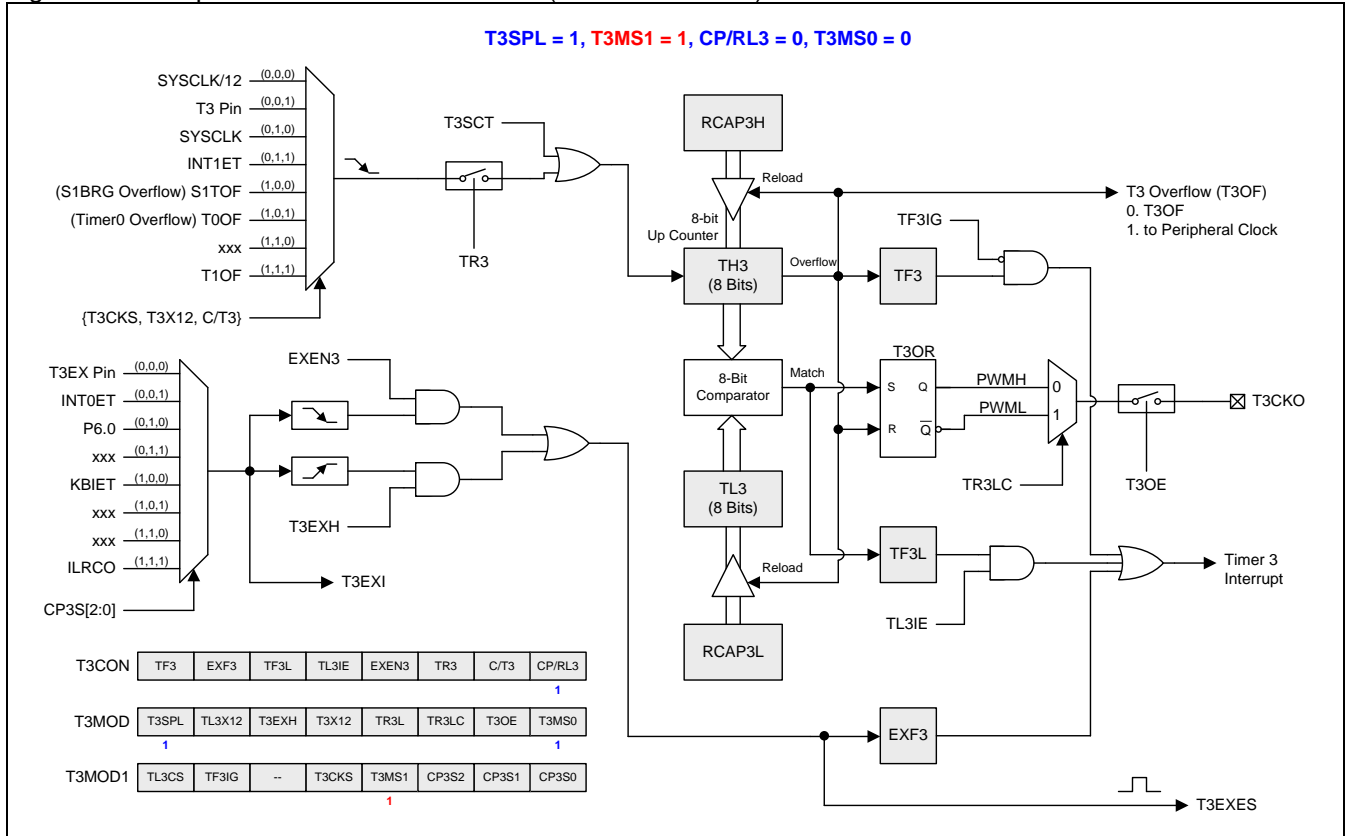 T3SPL = 1, T3MS1 = 1, CP/RL3 = 0, T3MS0 = 0
SYSCLK/12 (0,0,0)
T3 Pin (0,0,1)
SYSCLK (0,1,0)
INT1ET (0,1,1)
(S1BRG Overflow) S1TOF (1,0,0)
(Timer0 Overflow) T0OF (1,0,1)
xxx (1,1,0)
T1OF (1,1,1)
{T3CKS, T3X12, C/T3}
TR3
T3SCT
RCAP3H
Reload
8-bit
Up Counter
TH3
(8 Bits)
Overflow
TF3
TF3IG
T3 Overflow (T3OF)
0. T3OF
1. to Peripheral Clock
T3EX Pin (0,0,0)
INT0ET (0,0,1)
P6.0 (0,1,0)
xxx (0,1,1)
KBIET (1,0,0)
xxx (1,0,1)
xxx (1,1,0)
ILRCO (1,1,1)
CP3S[2:0]
EXEN3
T3EXH
T3EXI
8-Bit
Comparator
Match
T3OR
S Q
R Q
PWMH
PWML
0
1
TR3LC
T3OE
T3CKO
TL3
(8 Bits)
Reload
RCAP3L
TF3L
TL3IE
Timer 3
Interrupt
EXF3
T3EXES
T3CON TF3 EXF3 TF3L TL3IE EXEN3 TR3 C/T3 CP/RL3
1
T3MOD T3SPL TL3X12 T3EXH T3X12 TR3L TR3LC T3OE T3MS0
1 1
T3MOD1 TL3CS TF3IG -- T3CKS T3MS1 CP3S2 CP3S1 CP3S0
1